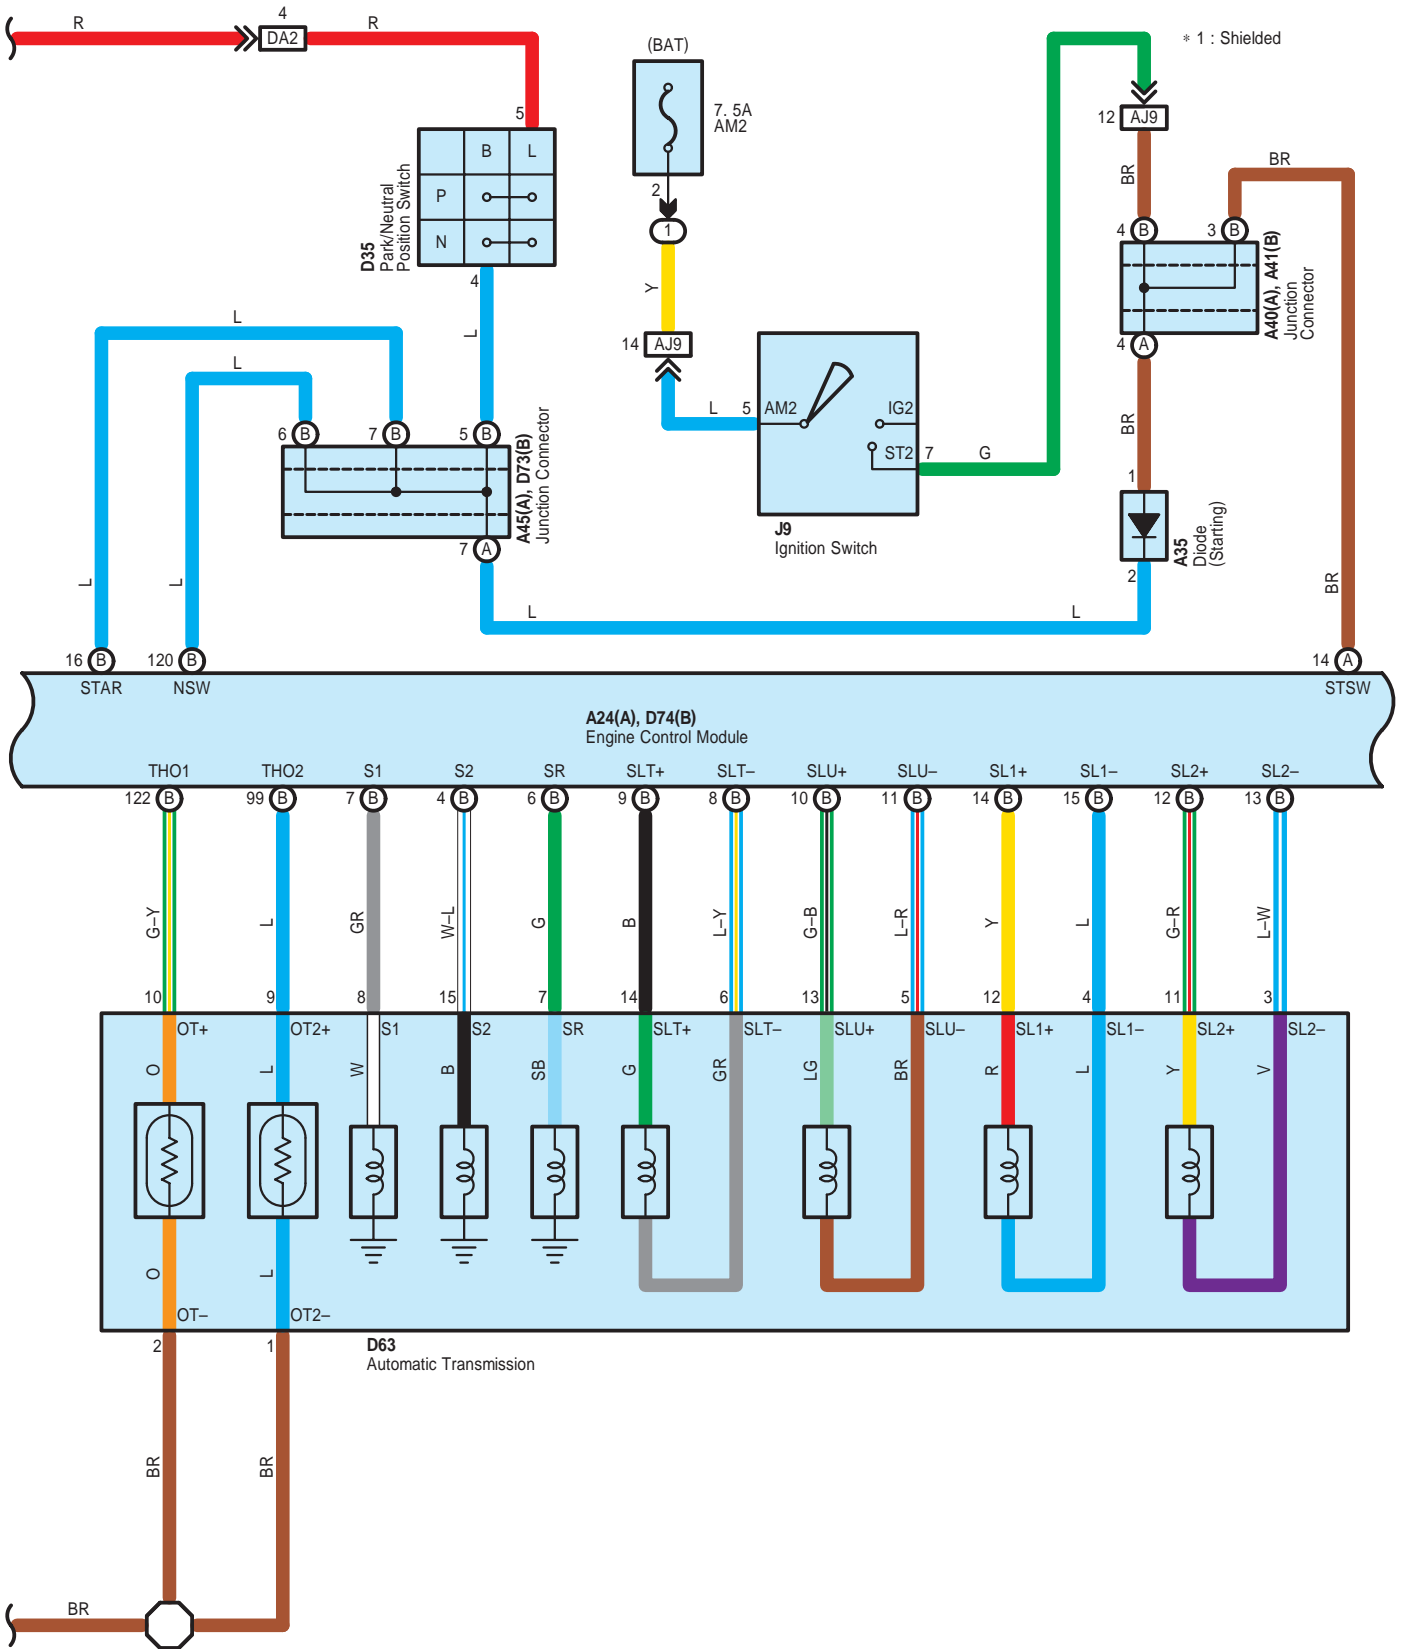 R
4
DA2
R
5
B L
P
N
D35
Park/Neutral
Position Switch
4
L
(BAT)
7. 5A
AM2
2
1
Y
14 AJ9
L 5
AM2
IG2
ST2
7 G
J9
Ignition Switch
* 1 : Shielded
12 AJ9
BR
BR
4 B
3 B
A40(A), A41(B)
Junction
Connector
4 A
BR
1
A35
Diode
(Starting)
2
BR
L
L
6 B
7 B
5 B
A45(A), D73(B)
Junction Connector
7 A
L
L
L
L
16 B
120 B
14 A
STAR
NSW
STSW
A24(A), D74(B)
Engine Control Module
THO1 THO2 S1 S2 SR SLT+ SLT– SLU+ SLU– SL1+ SL1– SL2+ SL2–
122 B 99 B 7 B 4 B 6 B 9 B 8 B 10 B 11 B 14 B 15 B 12 B 13 B
G–Y L GR W–L G B L–Y G–B L–R Y L G–R L–W
10 9 8 15 7 14 6 13 5 12 4 11 3
OT+ OT2+ S1 S2 SR SLT+ SLT– SLU+ SLU– SL1+ SL1– SL2+ SL2–
O L W B SB G GR LG BR R L Y V
O L
OT– OT2–
2 1
D63
Automatic Transmission
BR BR
BR